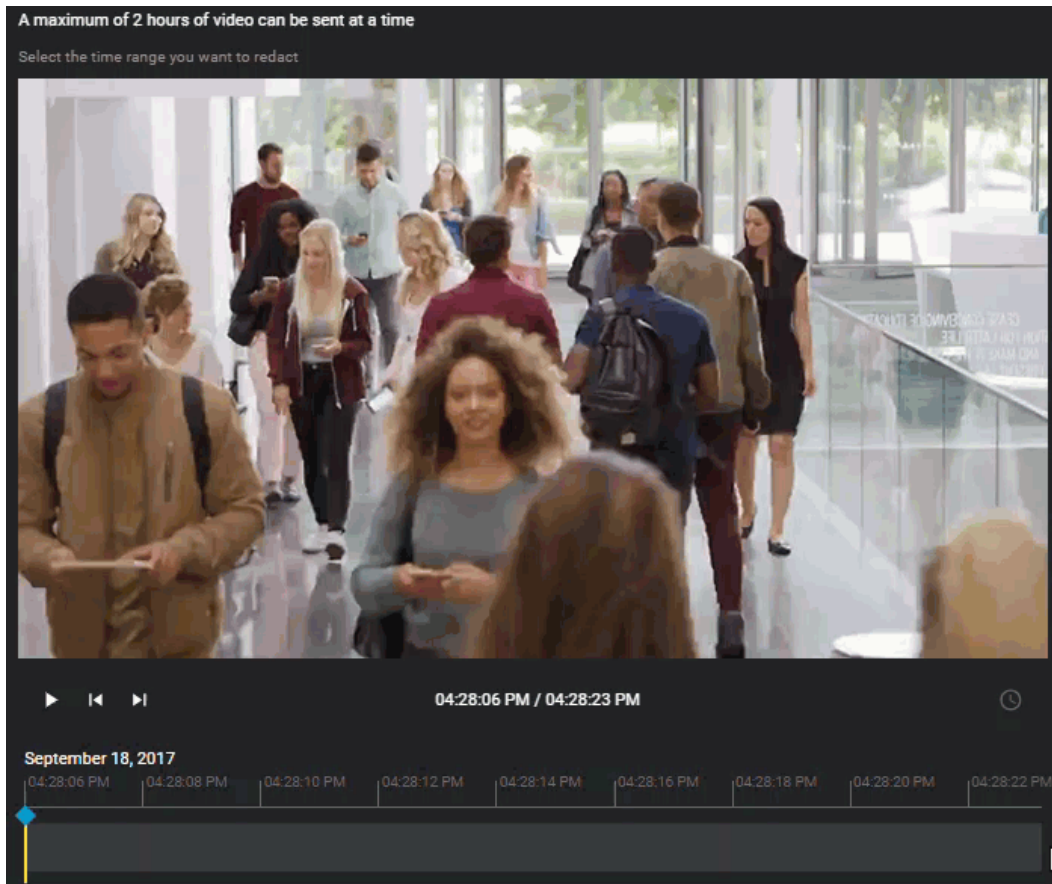 A maximum of 2 hours of video can be sent at a time
Select the time range you want to redact
04:28:06 PM / 04:28:23 PM
September 18, 2017
04:28:06 PM 04:28:08 PM 04:28:10 PM 04:28:12 PM 04:28:14 PM 04:28:16 PM 04:28:18 PM 04:28:20 PM 04:28:22 PM